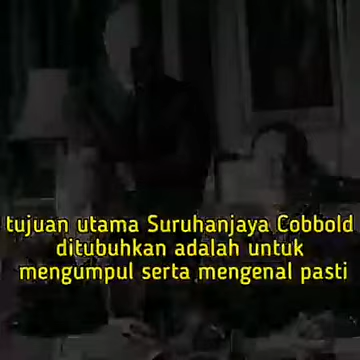 tujuan utama Suruhanjaya Cobbold
ditubuhkan adalah untuk
mengumpul serta mengenal pasti